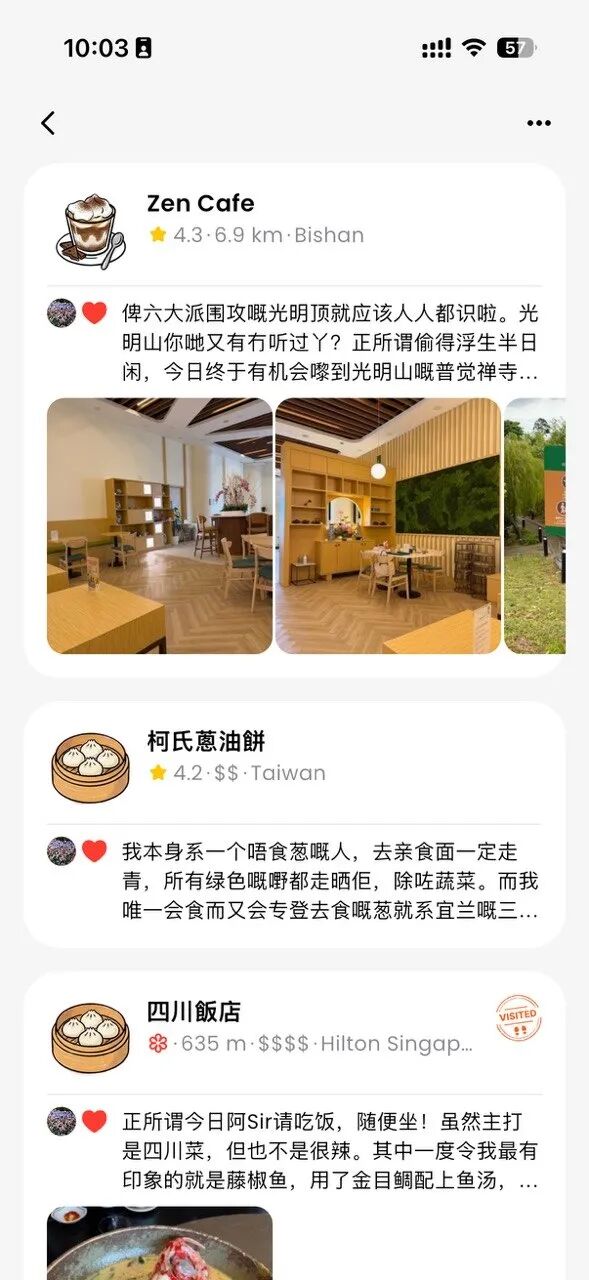 10:03
57
Zen Cafe
4.3·6.9 km·Bishan
俾六大派围攻嘅光明顶就应该人人都识啦。光
明山你哋又有冇听过丫？正所谓偷得浮生半日
闲，今日终于有机会嚟到光明山嘅普觉禅寺...
柯氏蔥油餅
4.2·$$·Taiwan
我本身系一个唔食葱嘅人，去亲食面一定走
青，所有绿色嘅嘢都走晒佢，除咗蔬菜。而我
唯一会食而又会专登去食嘅葱就系宜兰嘅三...
四川飯店
VISITED
·635 m·$$$$·Hilton Singap...
正所谓今日阿Sir请吃饭，随便坐！虽然主打
是四川菜，但也不是很辣。其中一度令我最有
印象的就是藤椒鱼，用了金目鲷配上鱼汤，...